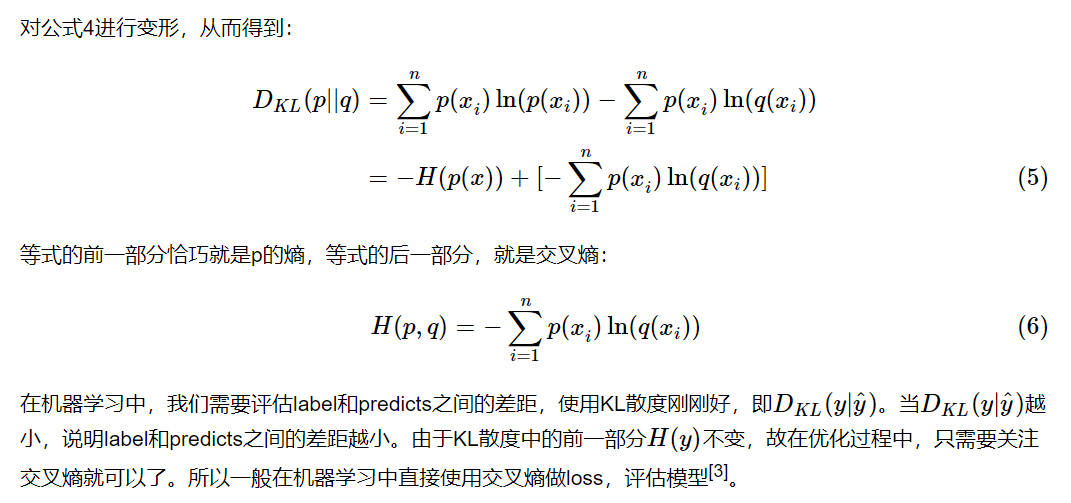 对公式4进行变形，从而得到：
D_{KL}(p||q) = \sum_{i=1}^{n} p(x_i) \ln(p(x_i)) - \sum_{i=1}^{n} p(x_i) \ln(q(x_i))
= -H(p(x)) + [-\sum_{i=1}^{n} p(x_i) \ln(q(x_i))] (5)
等式的前一部分恰巧就是p的熵，等式的后一部分，就是交叉熵：
H(p,q) = -\sum_{i=1}^{n} p(x_i) \ln(q(x_i)) (6)
在机器学习中，我们需要评估label和predicts之间的差距，使用KL散度刚刚好，即D_{KL}(y|\hat{y})。当D_{KL}(y|\hat{y})越
小，说明label和predicts之间的差距越小。由于KL散度中的前一部分H(y)不变，故在优化过程中，只需要关注
交叉熵就可以了。所以一般在机器学习中直接使用交叉熵做loss，评估模型[3]。